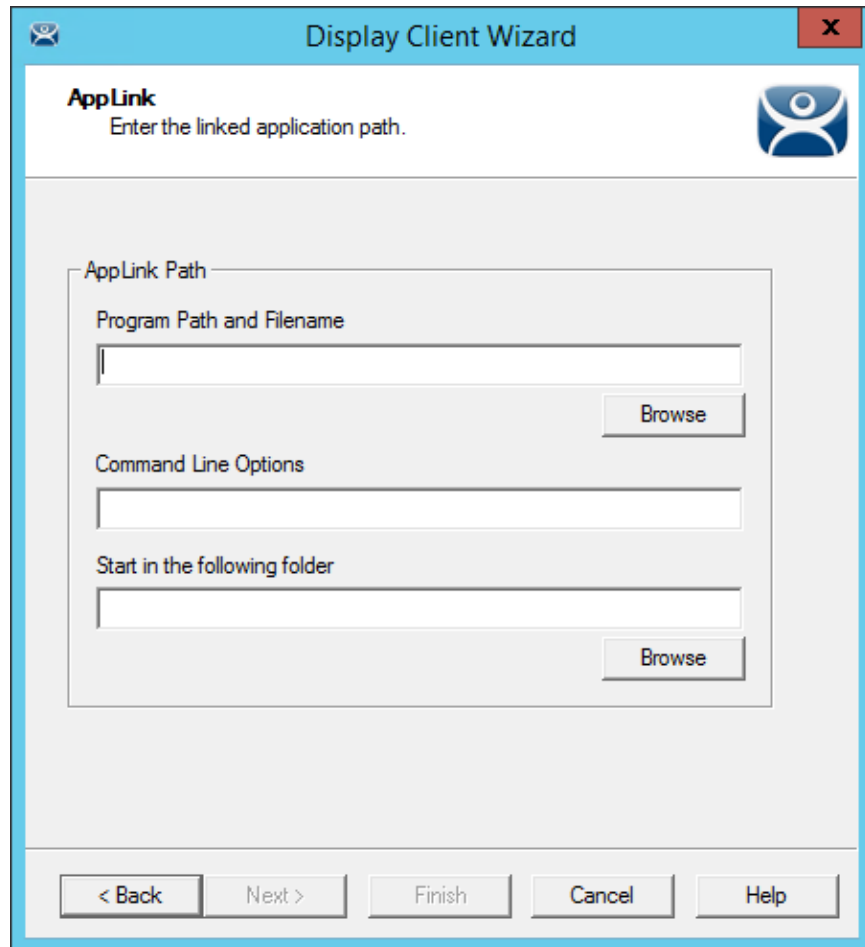 Display Client Wizard
x
AppLink
Enter the linked application path.
AppLink Path
Program Path and Filename
Browse
Command Line Options
Start in the following folder
Browse
< Back Next > Finish Cancel Help